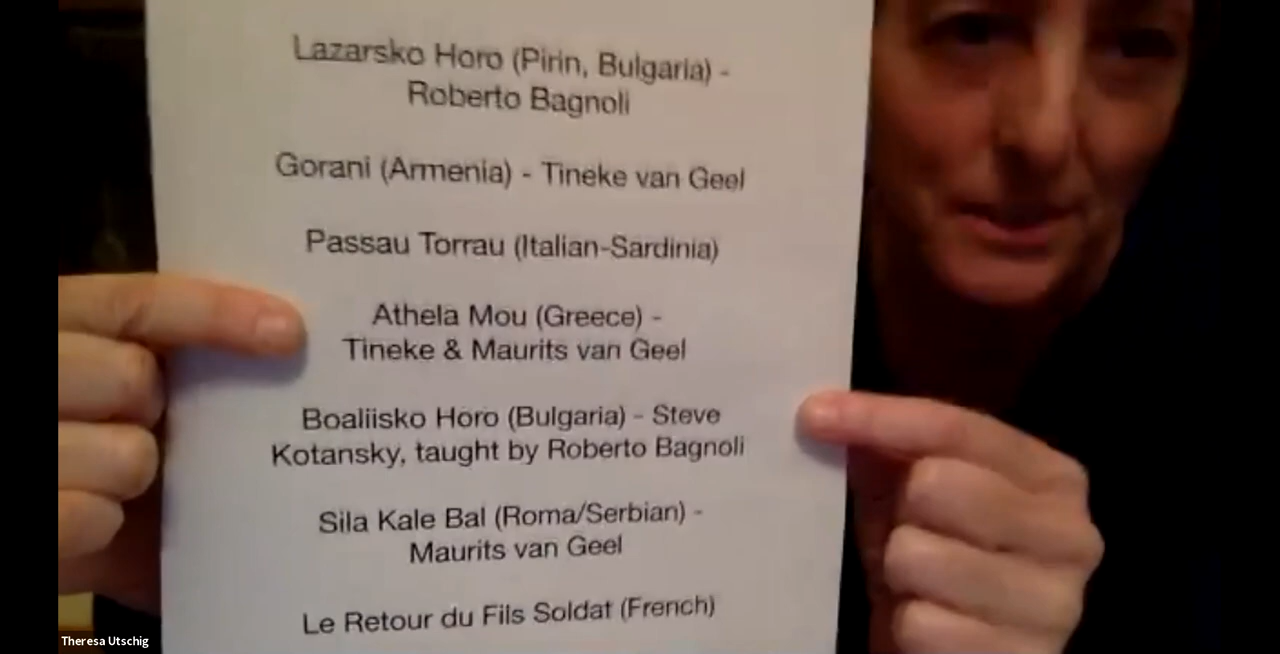 Lazarsko Horo (Pirin, Bulgaria) -
Roberto Bagnoli
Gorani (Armenia) - Tineke van Geel
Passau Torrau (Italian-Sardinia)
Athela Mou (Greece) -
Tineke & Maurits van Geel
Boaliisko Horo (Bulgaria) - Steve
Kotansky, taught by Roberto Bagnoli
Sila Kale Bal (Roma/Serbian) -
Maurits van Geel
Le Retour du Fils Soldat (French)
Theresa Utschig